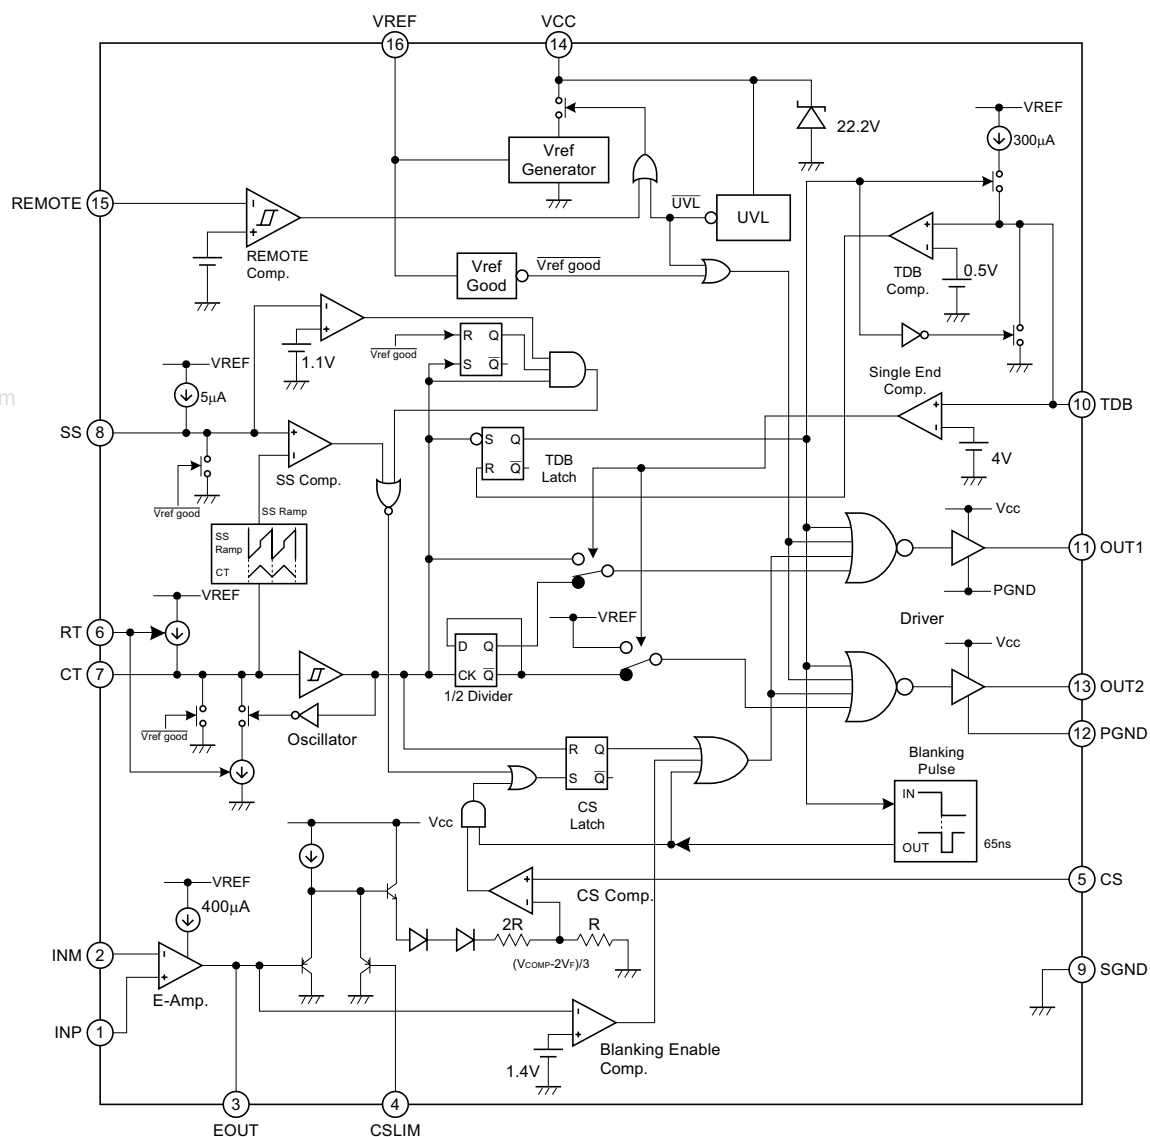 VREF
VCC
16
14
VREF
22.2V
300µA
Vref
Generator
REMOTE
15
UVL
UVL
REMOTE
Comp.
Vref
Good
Vref good
TDB
Comp.
0.5V
R Q
S Q
Vref good
1.1V
VREF
5µA
Single End
Comp.
10
TDB
SS
8
SS Comp.
S Q
R Q
TDB
Latch
4V
Vref good
SS Ramp
SS
Ramp
CT
Vcc
11
OUT1
VREF
PGND
Driver
RT
6
VREF
CT
7
D Q
CK Q
1/2 Divider
Vcc
13
OUT2
Vref good
Oscillator
12
PGND
R Q
S Q
CS
Latch
Blanking
Pulse
IN
OUT
65ns
Vcc
CS Comp.
5
CS
VREF
400µA
2R
R
(VCOMP-2VF)/3
INM
2
E-Amp.
9
SGND
INP
1
1.4V
Blanking Enable
Comp.
3
4
EOUT
CSLIM
m